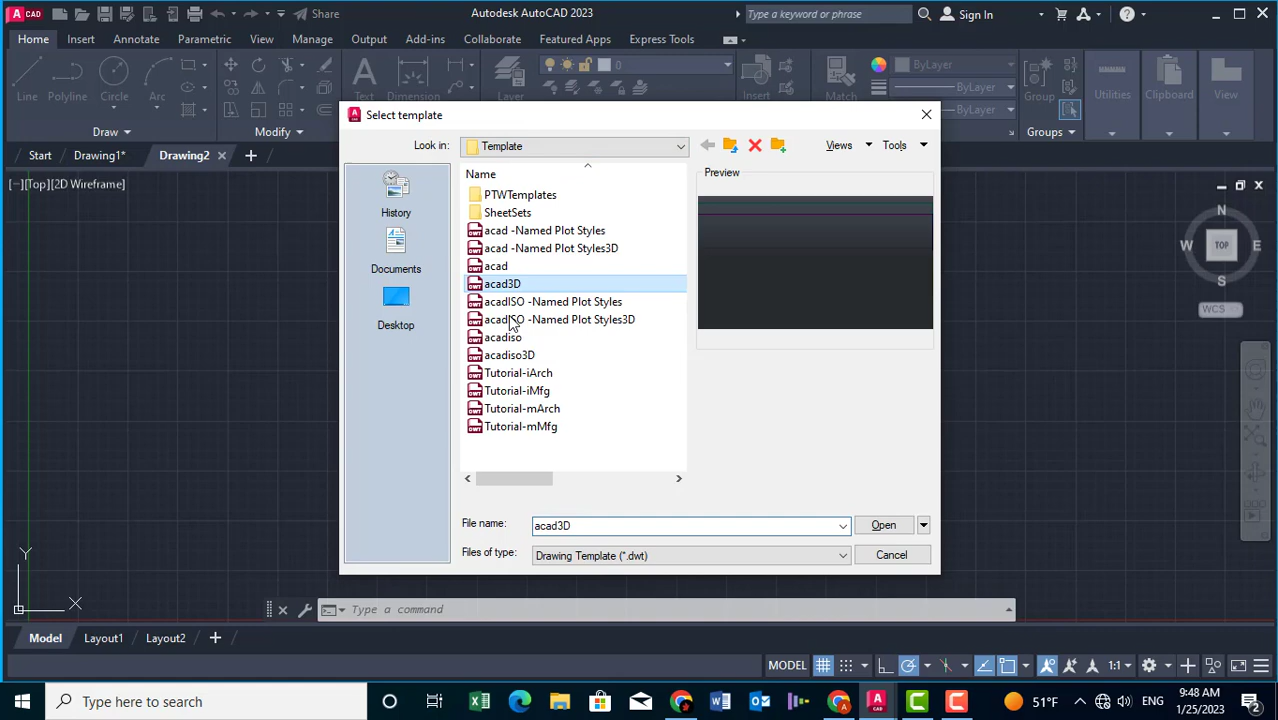 CAD
Share
Autodesk AutoCAD 2023
Type a keyword or phrase
Sign In
Home
Insert
Annotate
Parametric
View
Manage
Output
Add-ins
Collaborate
Featured Apps
Express Tools
Line
Polyline
Circle
Arc
Text
Dimension
Layer
0
Insert
Match
ByLayer
ByLayer
ByLayer
Group
Utilities
Clipboard
View
Draw
Modify
Groups
Start
Drawing1*
Drawing2
[−][Top][2D Wireframe]
Select template
Look in:
Template
Views
Tools
Name
PTWTemplates
SheetSets
acad -Named Plot Styles
acad -Named Plot Styles3D
acad
acad3D
acadISO -Named Plot Styles
acadISO -Named Plot Styles3D
acadiso
acadiso3D
Tutorial-iArch
Tutorial-iMfg
Tutorial-mArch
Tutorial-mMfg
History
Documents
Desktop
Preview
File name:
acad3D
Open
Files of type:
Drawing Template (*.dwt)
Cancel
N
W
TOP
E
S
WCS
Y
X
Type a command
Model
Layout1
Layout2
MODEL
1:1
Type here to search
51°F
ENG
9:48 AM
1/25/2023
2